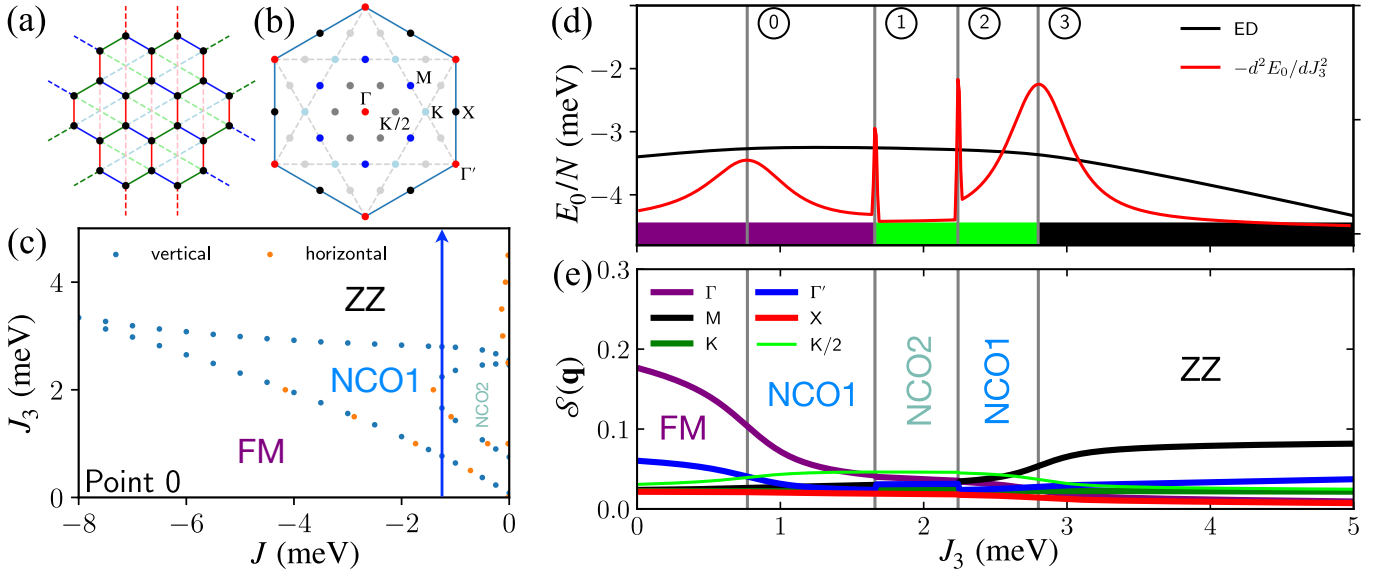 (a)
(b)
Γ
M
K/2
K
X
Γ′
(c)
vertical
horizontal
ZZ
NCO1
NCO2
FM
Point 0
J₃ (meV)
0
2
4
−8
−6
−4
−2
0
J (meV)
(d)
0
1
2
3
ED
−d²E₀/dJ₃²
E₀/N (meV)
−2
−3
−4
(e)
Γ
Γ′
M
X
K
K/2
FM
NCO1
NCO2
NCO1
ZZ
𝒮(q)
0.3
0.2
0.1
0.0
0
1
2
3
4
5
J₃ (meV)